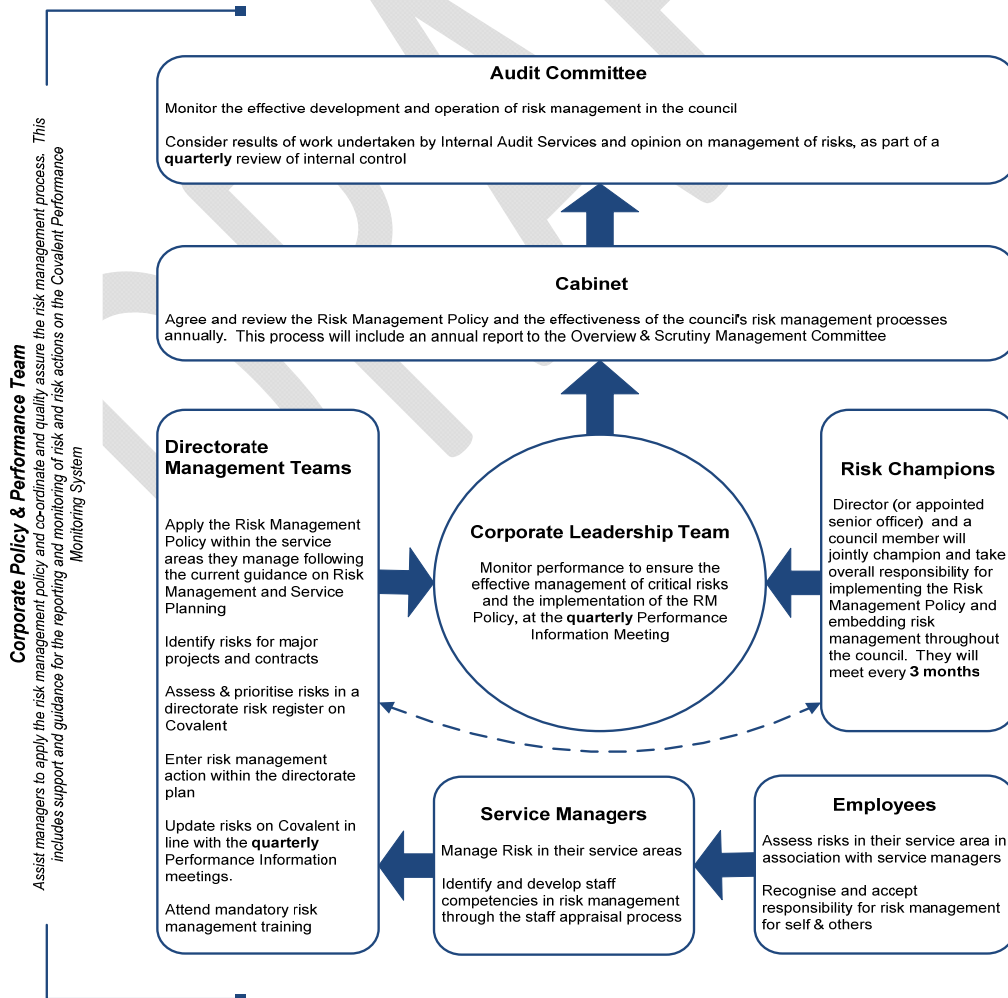 Corporate Policy & Performance Team
Assist managers to apply the risk management policy and co-ordinate and quality assure the risk management process.  This
includes support and guidance for the reporting and monitoring of risk and risk actions on the Covalent Performance
Monitoring System
Audit Committee
Monitor the effective development and operation of risk management in the council
Consider results of work undertaken by Internal Audit Services and opinion on management of risks, as part of a
quarterly review of internal control
Cabinet
Agree and review the Risk Management Policy and the effectiveness of the council's risk management processes
annually.  This process will include an annual report to the Overview & Scrutiny Management Committee
Directorate
Management Teams
Apply the Risk Management
Policy within the service
areas they manage following
the current guidance on Risk
Management and Service
Planning
Identify risks for major
projects and contracts
Assess & prioritise risks in a
directorate risk register on
Covalent
Enter risk management
action within the directorate
plan
Update risks on Covalent in
line with the quarterly
Performance Information
meetings.
Attend mandatory risk
management training
Corporate Leadership Team
Monitor performance to ensure the
effective management of critical risks
and the implementation of the RM
Policy, at the quarterly Performance
Information Meeting
Risk Champions
Director (or appointed
senior officer)  and a
council member will
jointly champion and take
overall responsibility for
implementing the Risk
Management Policy and
embedding risk
management throughout
the council.  They will
meet every 3 months
Service Managers
Manage Risk in their service areas
Identify and develop staff
competencies in risk management
through the staff appraisal process
Employees
Assess risks in their service area in
association with service managers
Recognise and accept
responsibility for risk management
for self & others